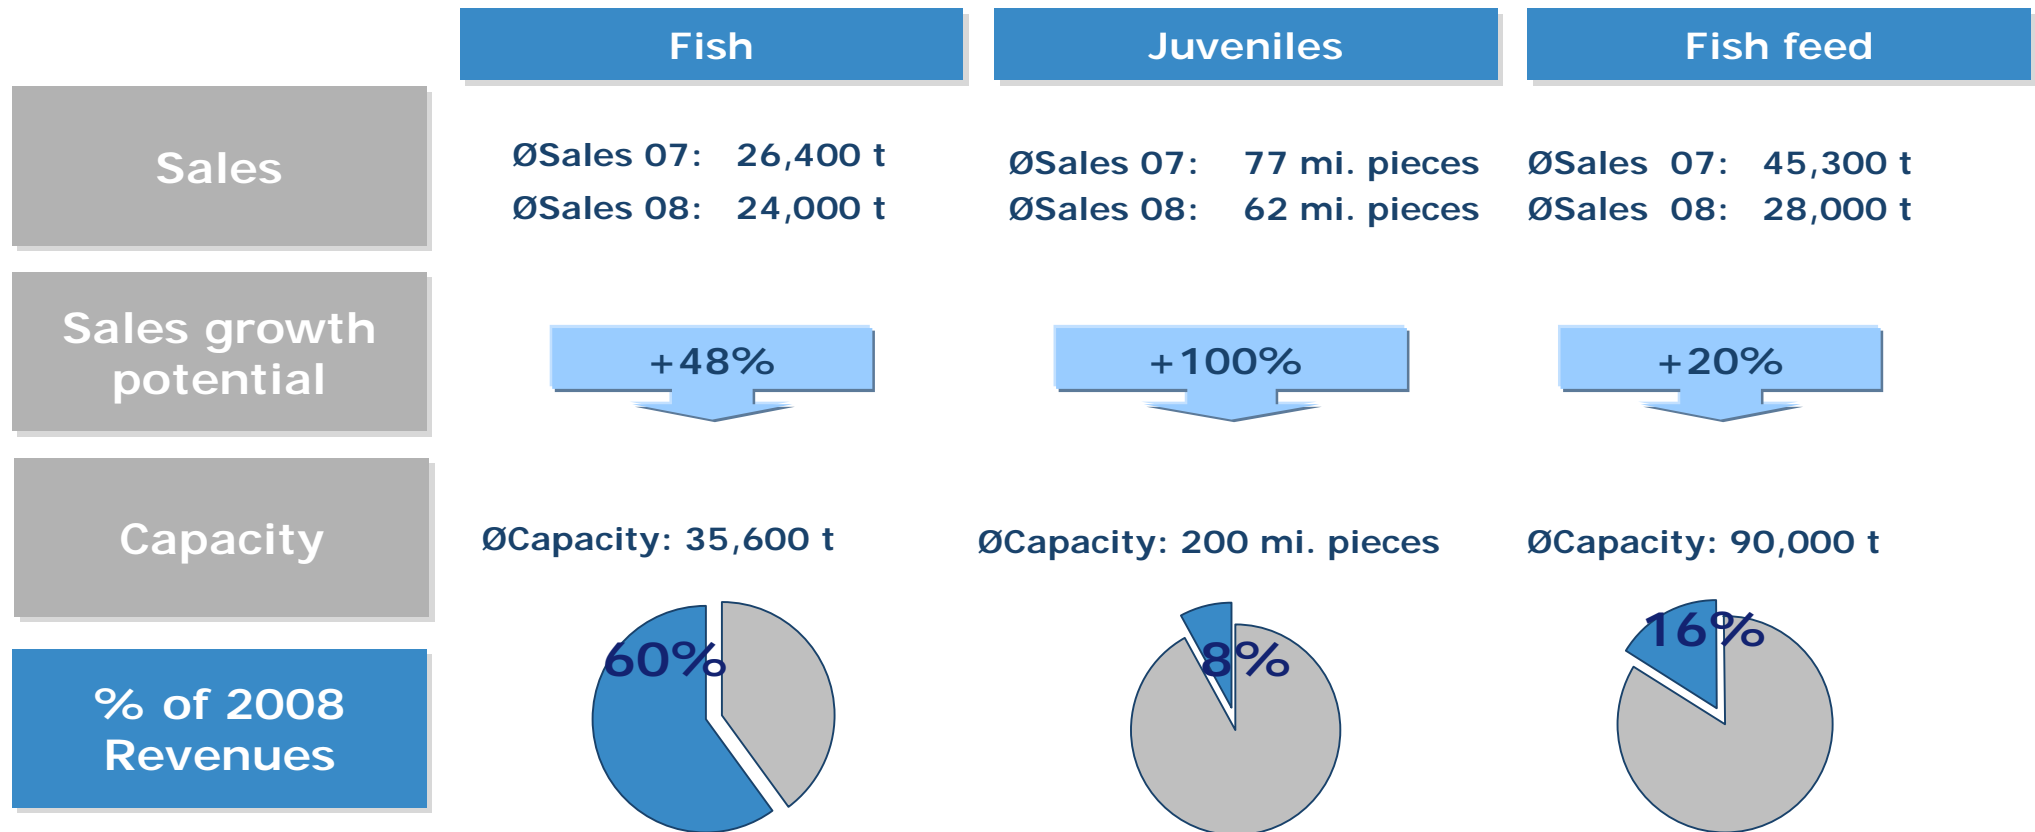 Fish
Juveniles
Fish feed
Sales
ØSales 07: 26,400 t
ØSales 08: 24,000 t
ØSales 07: 77 mi. pieces
ØSales 08: 62 mi. pieces
ØSales 07: 45,300 t
ØSales 08: 28,000 t
Sales growth
potential
+48%
+100%
+20%
Capacity
ØCapacity: 35,600 t
ØCapacity: 200 mi. pieces
ØCapacity: 90,000 t
% of 2008
Revenues
60%
8%
16%